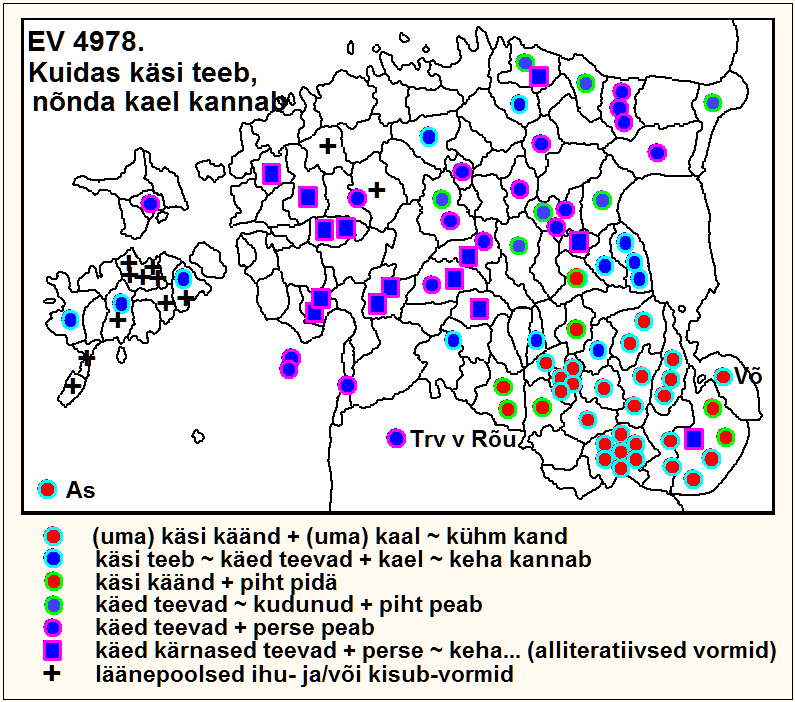 EV 4978.
Kuidas käsi teeb,
nõnda kael kannab
Võ
Trv v Rõu
As
(uma) käsi käänd + (uma) kaal ~ kühm kand
käsi teeb ~ käed teevad + kael ~ keha kannab
käsi käänd + piht pidä
käed teevad ~ kudunud + piht peab
käed teevad + perse peab
käed kärnased teevad + perse ~ keha... (alliteratiivsed vormid)
läänepoolsed ihu- ja/või kisub-vormid